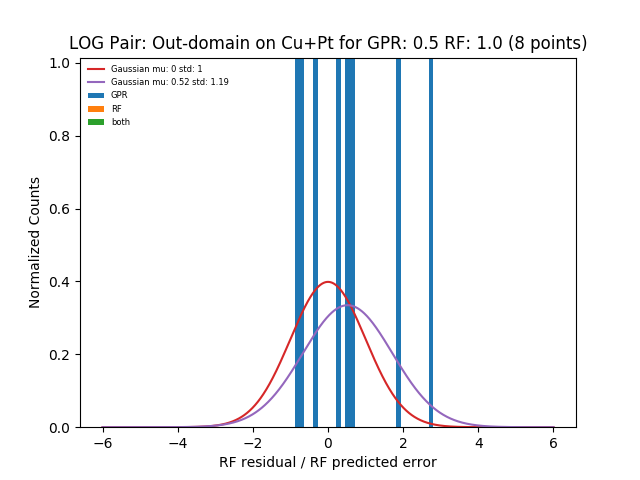 LOG Pair: Out-domain on Cu+Pt for GPR: 0.5 RF: 1.0 (8 points)
Gaussian mu: 0 std: 1
Gaussian mu: 0.52 std: 1.19
GPR
RF
both
Normalized Counts
1.0
0.8
0.6
0.4
0.2
0.0
−6
−4
−2
0
2
4
6
RF residual / RF predicted error